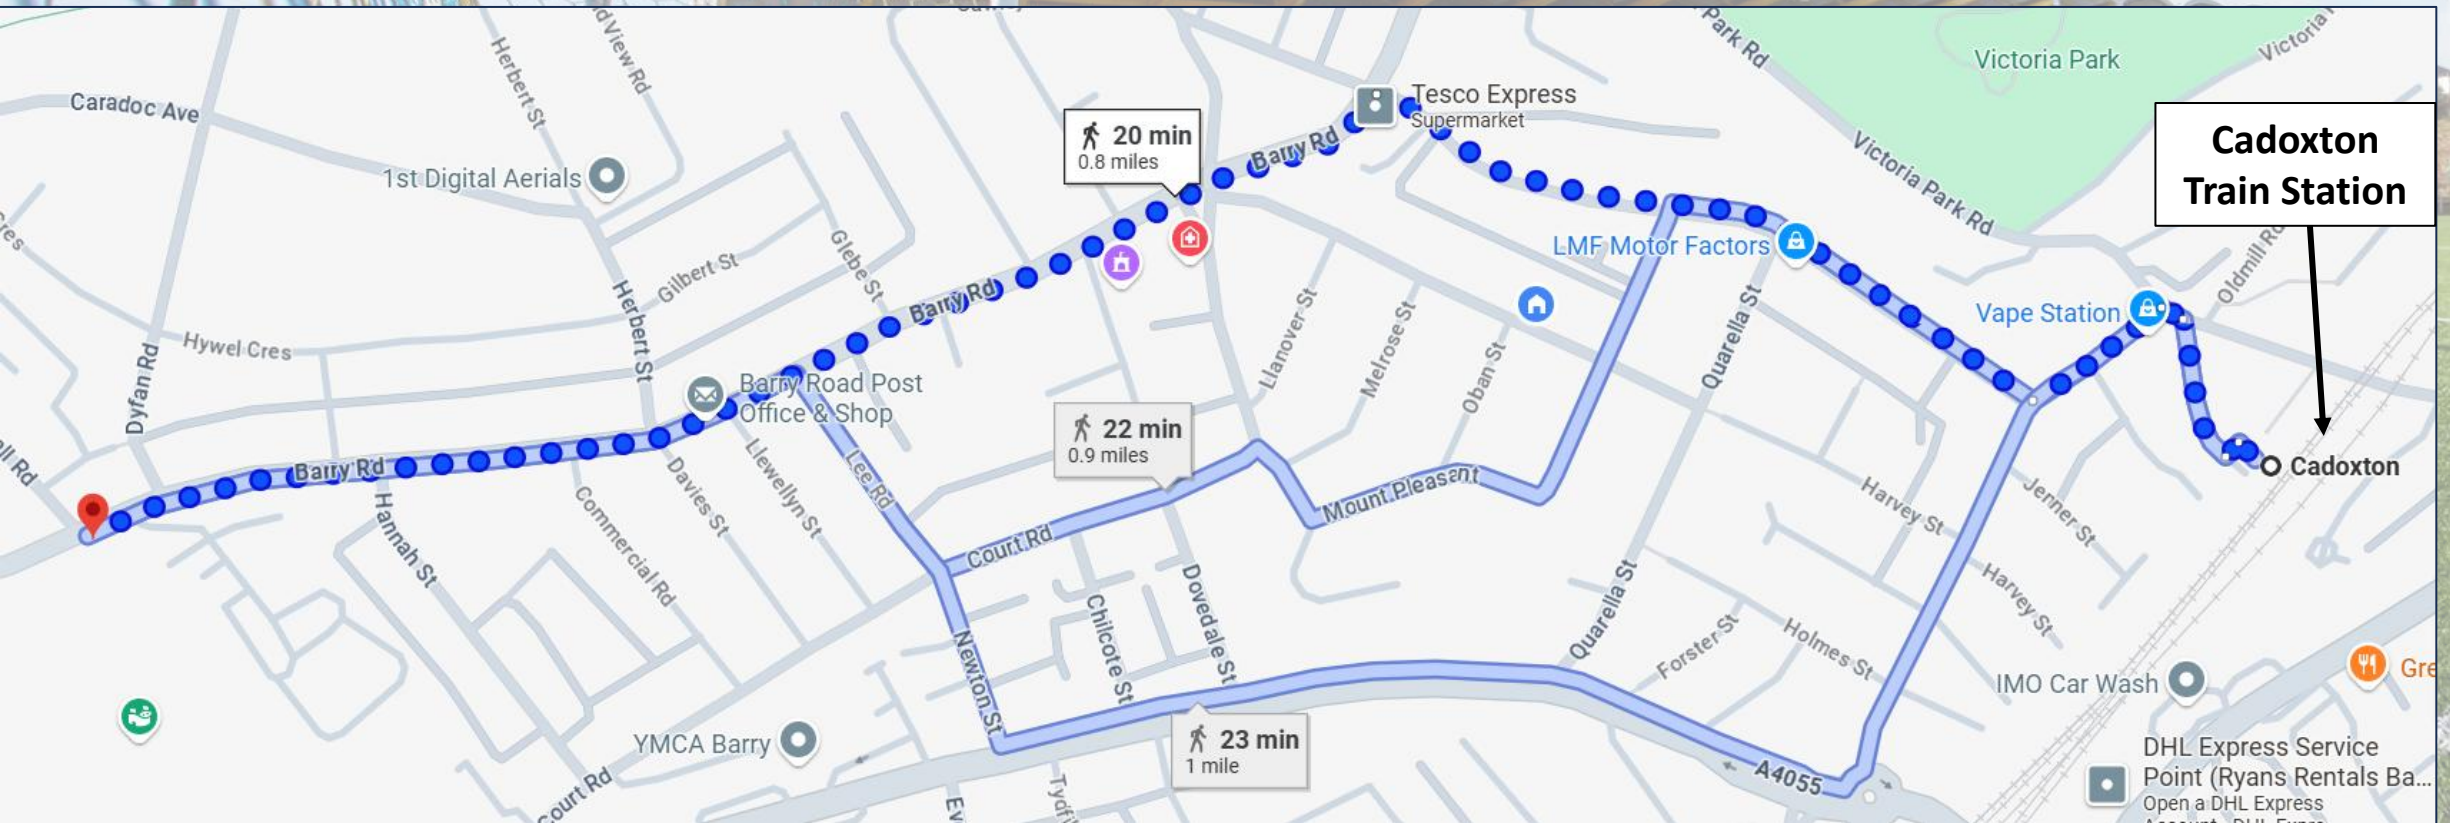 Park Rd
Victoria Park
Victoria
d View Rd
Herbert St
Caradoc Ave
Tesco Express
Supermarket
Cadoxton
Train Station
20 min
0.8 miles
Barry Rd
Victoria Park Rd
1st Digital Aerials
LMF Motor Factors
Glebe St
Gilbert St
Oldmill Rd
Vape Station
Barry Rd
Herbert St
Llanover St
Melrose St
Quarella St
Hywel Cres
Dyfan Rd
Oban St
Barry Road Post
Office & Shop
22 min
0.9 miles
Barry Rd
Cadoxton
ll Rd
Lee Rd
Llewellyn St
Davies St
Mount Pleasant
Harvey St
Jenner St
Hannah St
Commercial Rd
Court Rd
Dovedale St
Chilcote St
Quarella St
Harvey St
Forster St
Holmes St
Newton St
IMO Car Wash
Gre
YMCA Barry
23 min
1 mile
A4055
DHL Express Service
Point (Ryans Rentals Ba...
Open a DHL Express
Court Rd
Ev
Tydfi